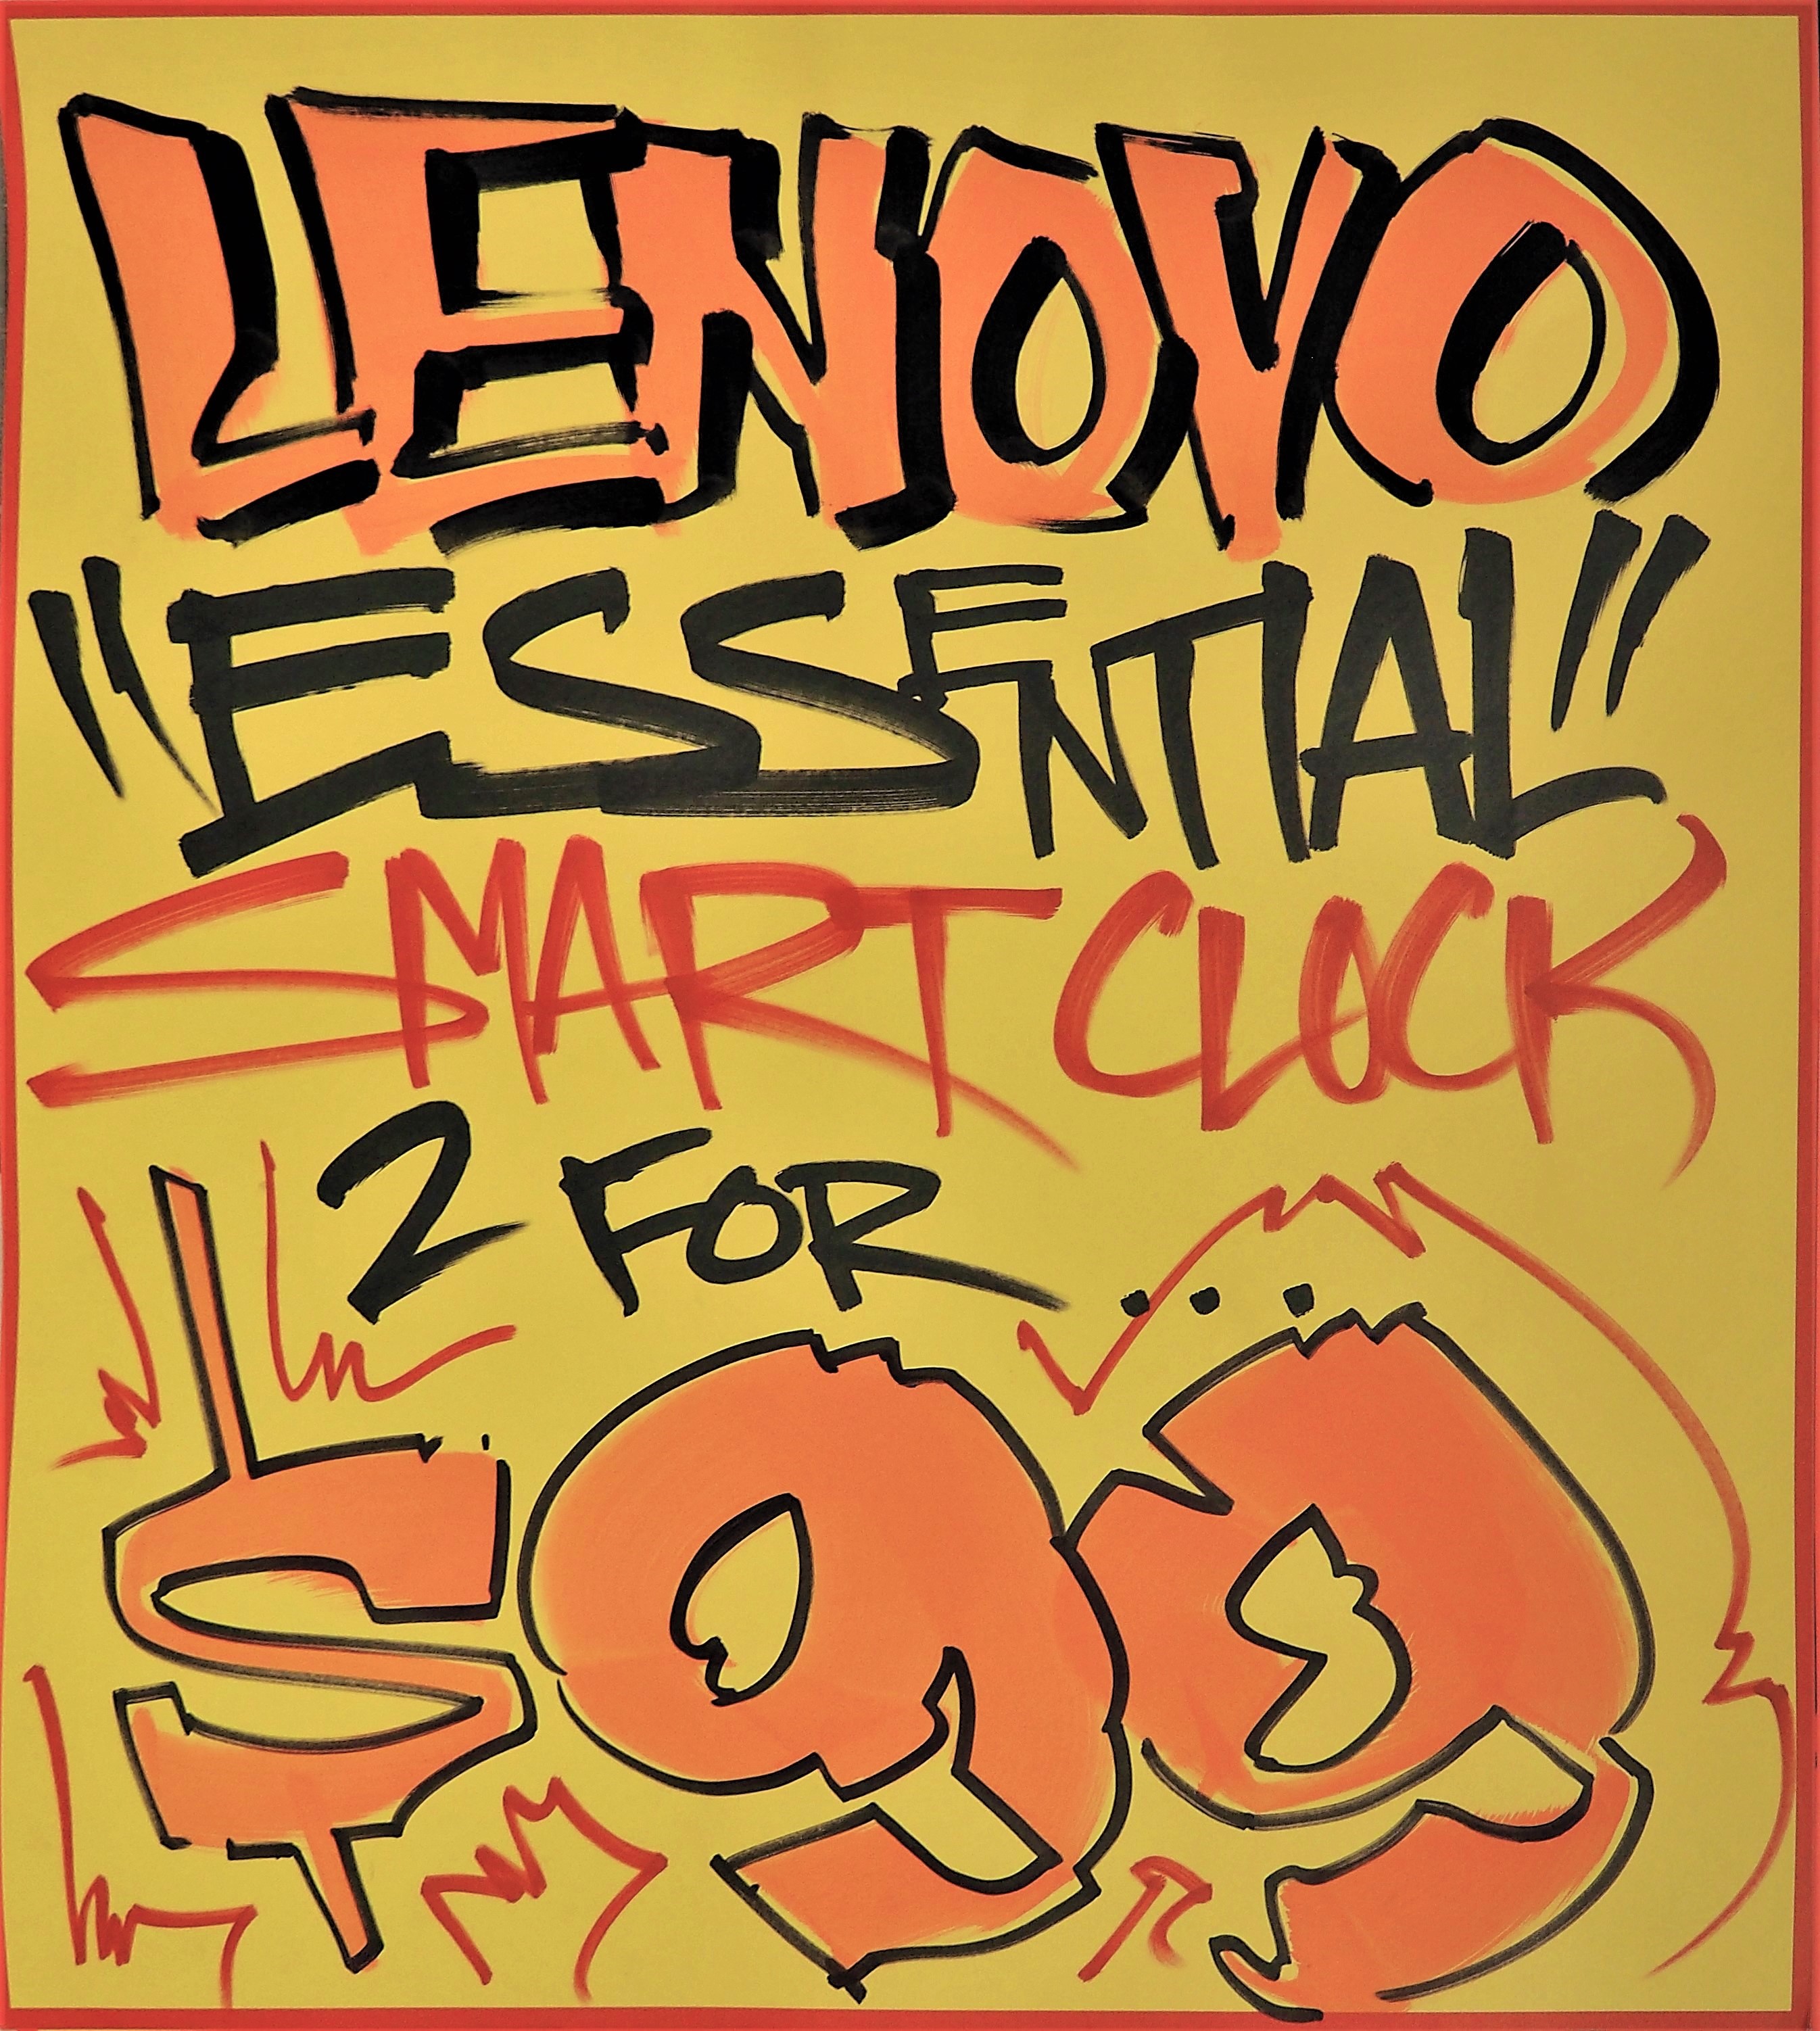 LENOVO
"ESSENTIAL"
SMART CLOCK
2 FOR...
$99